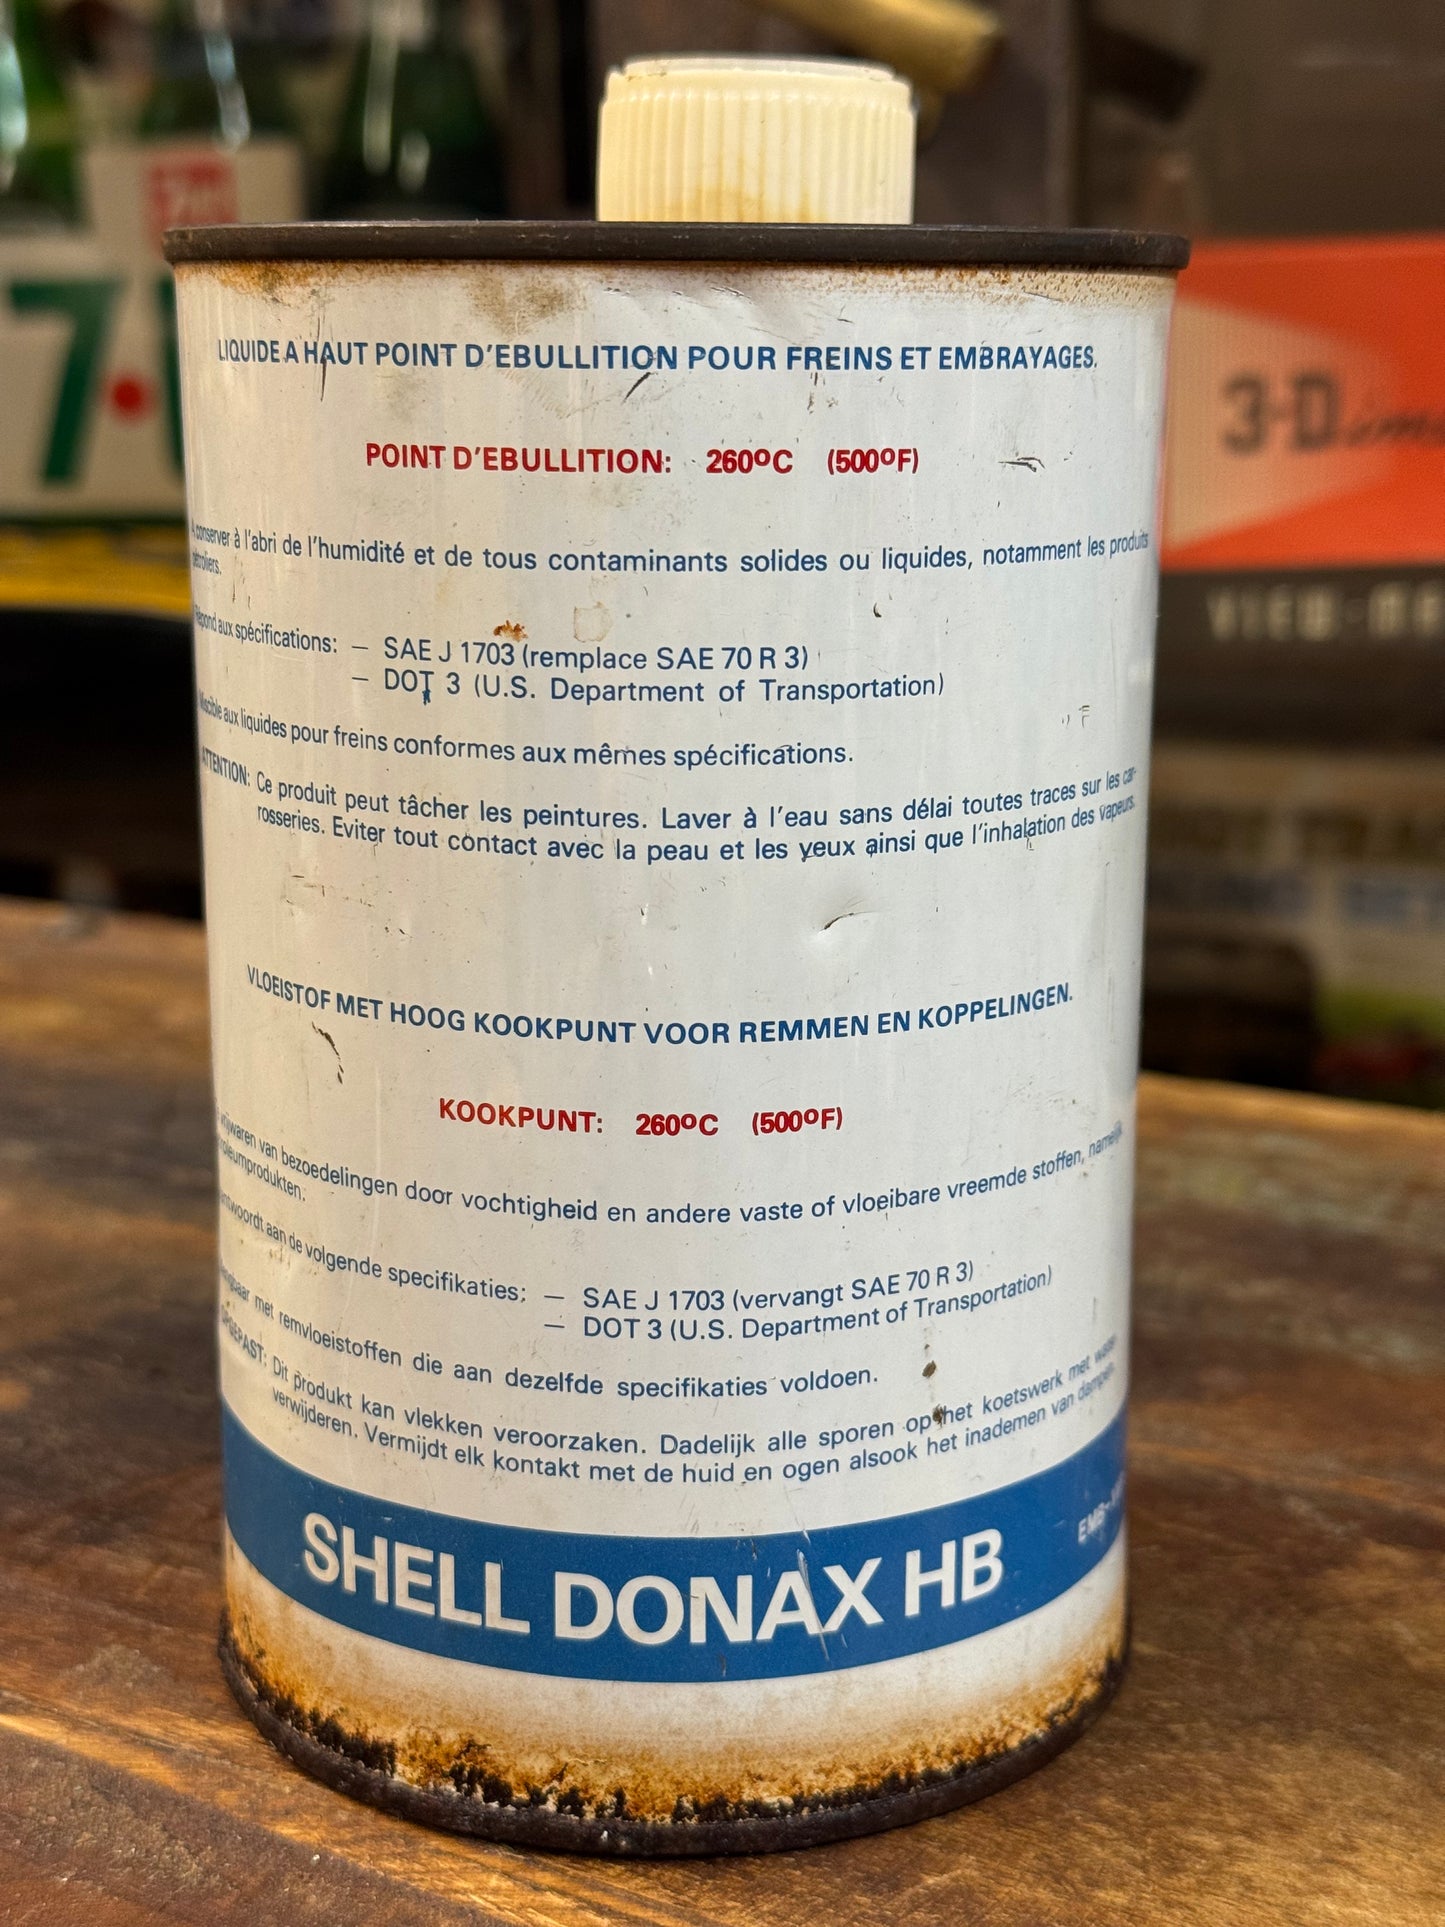 LIQUIDE A HAUT POINT D'EBULLITION POUR FREINS ET EMBRAYAGES.
POINT D'EBULLITION: 260ºC (500ºF)
A conserver à l'abri de l'humidité et de tous contaminants solides ou liquides, notamment les produits
pétroliers.
Répond aux spécifications: — SAE J 1703 (remplace SAE 70 R 3)
— DOT 3 (U.S. Department of Transportation)
Miscible aux liquides pour freins conformes aux mêmes spécifications.
ATTENTION: Ce produit peut tâcher les peintures. Laver à l'eau sans délai toutes traces sur les car-
rosseries. Eviter tout contact avec la peau et les yeux ainsi que l'inhalation des vapeurs.
VLOEISTOF MET HOOG KOOKPUNT VOOR REMMEN EN KOPPELINGEN.
KOOKPUNT: 260ºC (500ºF)
vrijwaren van bezoedelingen door vochtigheid en andere vaste of vloeibare vreemde stoffen, namelijk
aan de volgende specifikaties: — SAE J 1703 (vervangt SAE 70 R 3)
— DOT 3 (U.S. Department of Transportation)
met remvloeistoffen die aan dezelfde specifikaties voldoen.
OPGEPAST: Dit produkt kan vlekken veroorzaken. Dadelijk alle sporen op het koetswerk met water
verwijderen. Vermijdt elk kontakt met de huid en ogen alsook het inademen van dampen.
SHELL DONAX HB
7
3-D